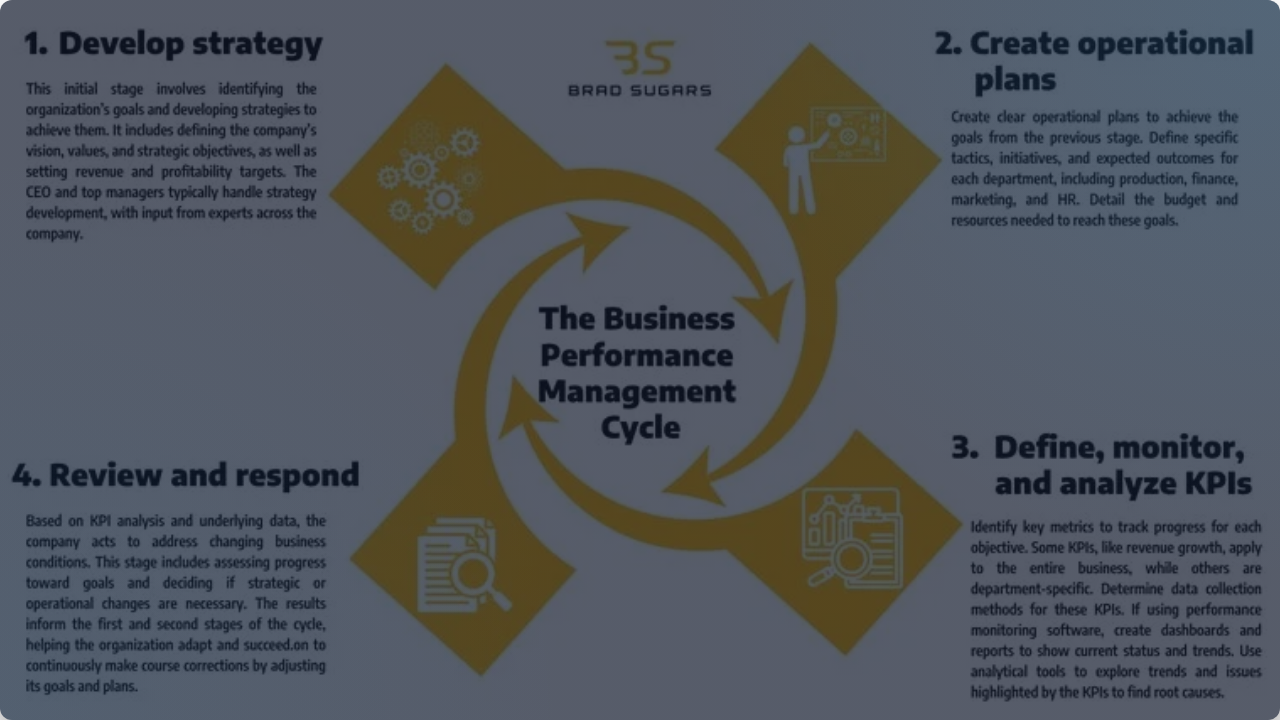 1. Develop strategy
This initial stage involves identifying the
organization's goals and developing strategies to
achieve them. It includes defining the company's
vision, values, and strategic objectives, as well as
setting revenue and profitability targets. The
CEO and top managers typically handle strategy
development, with input from experts across the
company.
BS
BRAD SUGARS
2. Create operational
plans
Create clear operational plans to achieve the
goals from the previous stage. Define specific
tactics, initiatives, and expected outcomes for
each department, including production, finance,
marketing, and HR. Detail the budget and
resources needed to reach these goals.
The Business
Performance
Management
Cycle
3. Define, monitor,
and analyze KPIs
Identify key metrics to track progress for each
objective. Some KPIs, like revenue growth, apply
to the entire business, while others are
department-specific. Determine data collection
methods for these KPIs. If using performance
monitoring software, create dashboards and
reports to show current status and trends. Use
analytical tools to explore trends and issues
highlighted by the KPIs to find root causes.
4. Review and respond
Based on KPI analysis and underlying data, the
company acts to address changing business
conditions. This stage includes assessing progress
toward goals and deciding if strategic or
operational changes are necessary. The results
inform the first and second stages of the cycle,
helping the organization adapt and succeed.on to
continuously make course corrections by adjusting
its goals and plans.